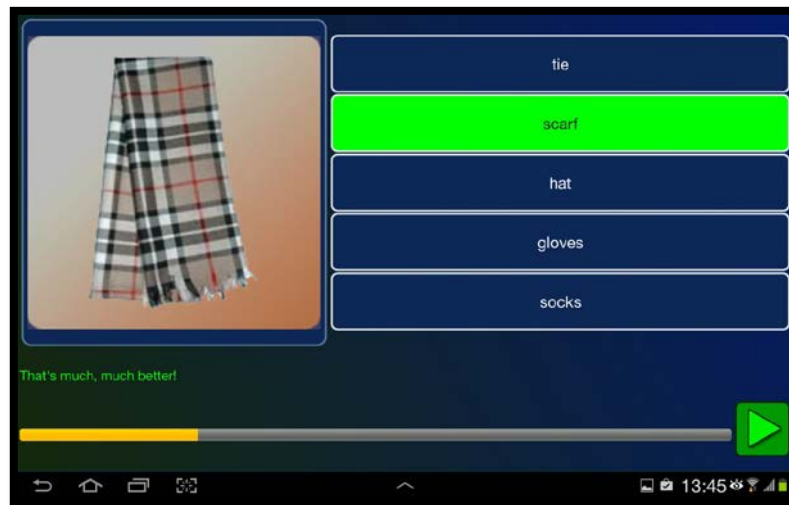 tie
scarf
hat
gloves
socks
That's much, much better!
13:45